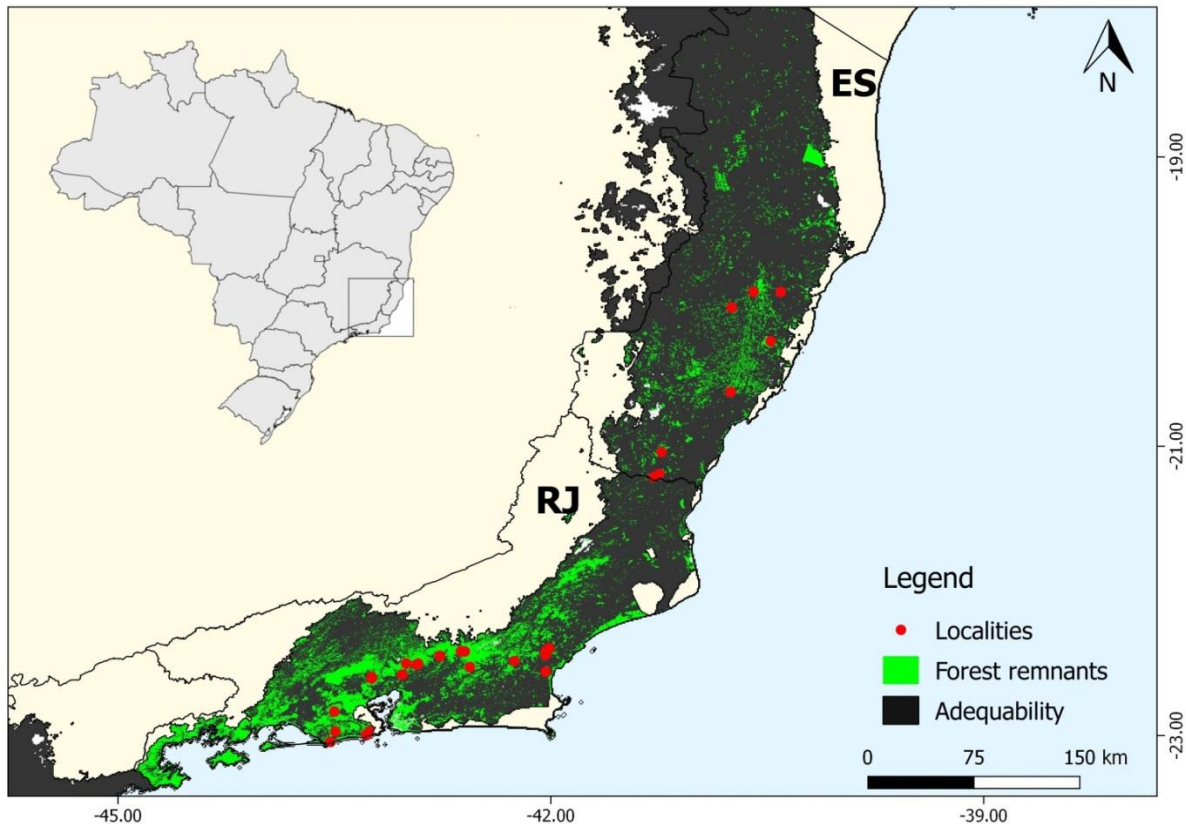 ES
N
-19.00
-21.00
RJ
Legend
Localities
Forest remnants
Adequability
-23.00
0 75 150 km
-45.00 -42.00 -39.00